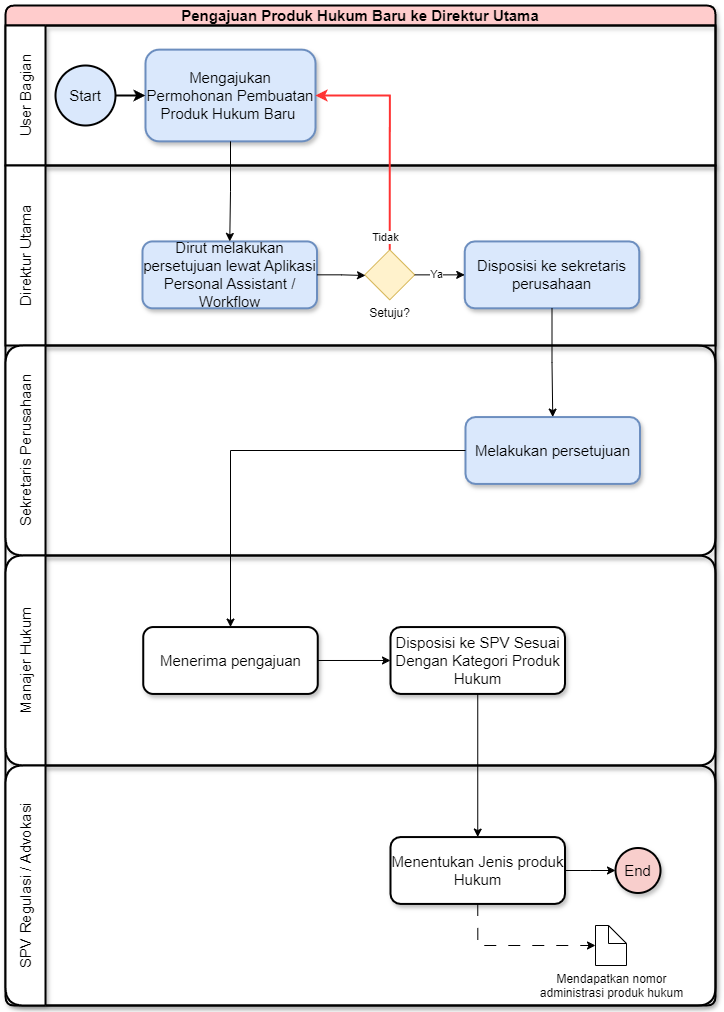 Pengajuan Produk Hukum Baru ke Direktur Utama
User Bagian
Start
Mengajukan
Permohonan Pembuatan
Produk Hukum Baru
Direktur Utama
Dirut melakukan
persetujuan lewat Aplikasi
Personal Assistant /
Workflow
Tidak
Setuju?
Ya
Disposisi ke sekretaris
perusahaan
Sekretaris Perusahaan
Melakukan persetujuan
Manajer Hukum
Menerima pengajuan
Disposisi ke SPV Sesuai
Dengan Kategori Produk
Hukum
SPV Regulasi / Advokasi
Menentukan Jenis produk
Hukum
End
Mendapatkan nomor
administrasi produk hukum